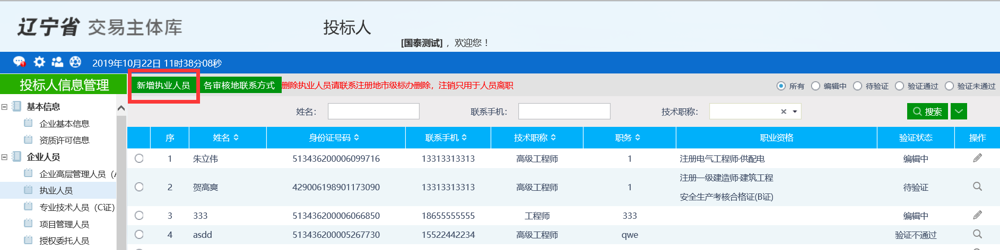 辽宁省 交易主体库
投标人
[国泰测试] ，欢迎您！
2019年10月22日 11时38分08秒
投标人信息管理
基本信息
企业基本信息
资质许可信息
企业人员
企业高层管理人员（A
执业人员
专业技术人员（C证）
项目管理人员
授权委托人员
新增执业人员 各审核地联系方式 删除执业人员请联系注册地市级标办删除，注销只用于人员离职 所有 编辑中 待验证 验证通过 验证未通过
姓名： 联系手机： 技术职称： 搜索
序 姓名 身份证号码 联系手机 技术职称 职务 职业资格 验证状态 操作
1 朱立伟 513436200006099716 13313313313 高级工程师 1 注册电气工程师·供配电 编辑中
2 贺高爽 429006198901173090 13313313313 高级工程师 1 注册一级建造师·建筑工程 待验证
安全生产考核合格证(B证)
3 333 513436200006066850 18655555555 工程师 333 编辑中
4 asdd 513436200005267730 15522442234 高级工程师 qwe 验证不通过